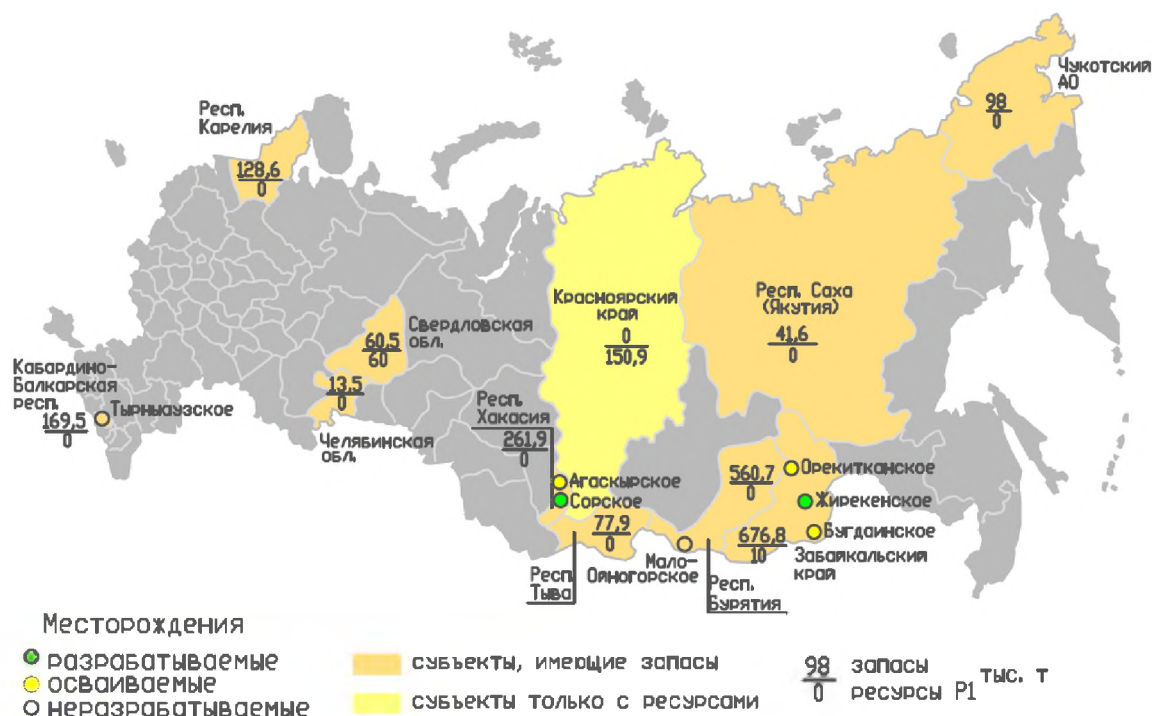 Чукотский
АО
98
0
Респ.
Карелия
128,6
0
Красноярский
край
0
150,9
Респ. Саха
(Якутия)
41,6
0
Свердловская
обл.
60,5
60
13,5
0
Челябинская
обл.
Кабардино-
Балкарская
респ.
169,5
0
Тырныаузское
Респ.
Хакасия
261,9
0
Агаскырское
Сорское
560,7
0
Орекитканское
Жирекенское
Бугдаинское
77,9
0
676,8
10
Забайкальский
край
Мало-
Ойногорское
Респ.
Тыва
Респ.
Бурятия
Месторождения
разрабатываемые
осваиваемые
неразрабатываемые
субъекты, имеющие запасы
субъекты только с ресурсами
98 запасы
0 ресурсы Р1
тыс. т